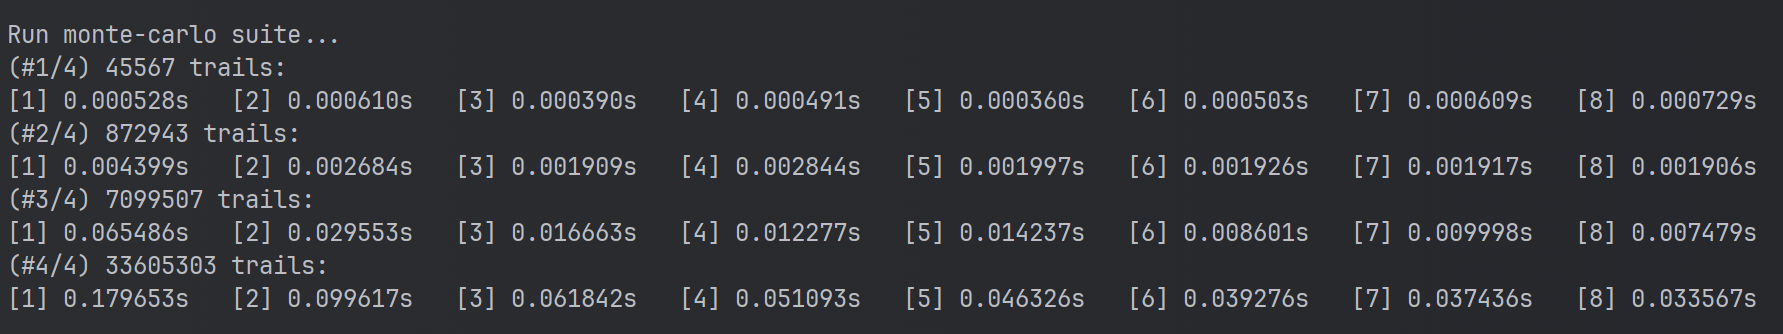 Run monte-carlo suite...
(#1/4) 45567 trails:
[1] 0.000528s   [2] 0.000610s   [3] 0.000390s   [4] 0.000491s   [5] 0.000360s   [6] 0.000503s   [7] 0.000609s   [8] 0.000729s
(#2/4) 872943 trails:
[1] 0.004399s   [2] 0.002684s   [3] 0.001909s   [4] 0.002844s   [5] 0.001997s   [6] 0.001926s   [7] 0.001917s   [8] 0.001906s
(#3/4) 7099507 trails:
[1] 0.065486s   [2] 0.029553s   [3] 0.016663s   [4] 0.012277s   [5] 0.014237s   [6] 0.008601s   [7] 0.009998s   [8] 0.007479s
(#4/4) 33605303 trails:
[1] 0.179653s   [2] 0.099617s   [3] 0.061842s   [4] 0.051093s   [5] 0.046326s   [6] 0.039276s   [7] 0.037436s   [8] 0.033567s